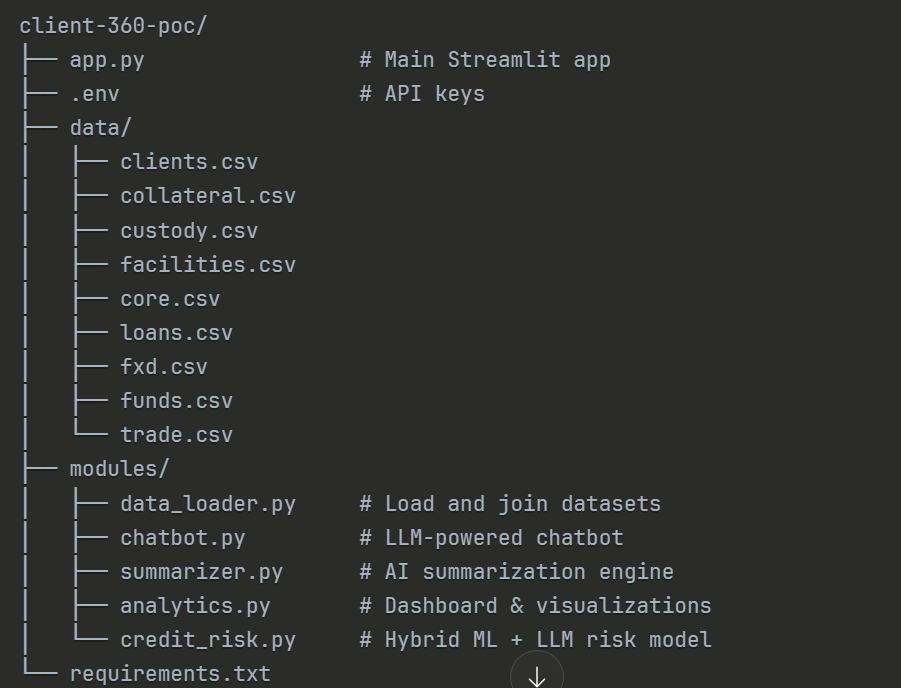 client-360-poc/
├── app.py                 # Main Streamlit app
├── .env                   # API keys
├── data/
│   ├── clients.csv
│   ├── collateral.csv
│   ├── custody.csv
│   ├── facilities.csv
│   ├── core.csv
│   ├── loans.csv
│   ├── fxd.csv
│   ├── funds.csv
│   └── trade.csv
├── modules/
│   ├── data_loader.py     # Load and join datasets
│   ├── chatbot.py         # LLM-powered chatbot
│   ├── summarizer.py      # AI summarization engine
│   ├── analytics.py       # Dashboard & visualizations
│   └── credit_risk.py     # Hybrid ML + LLM risk model
└── requirements.txt